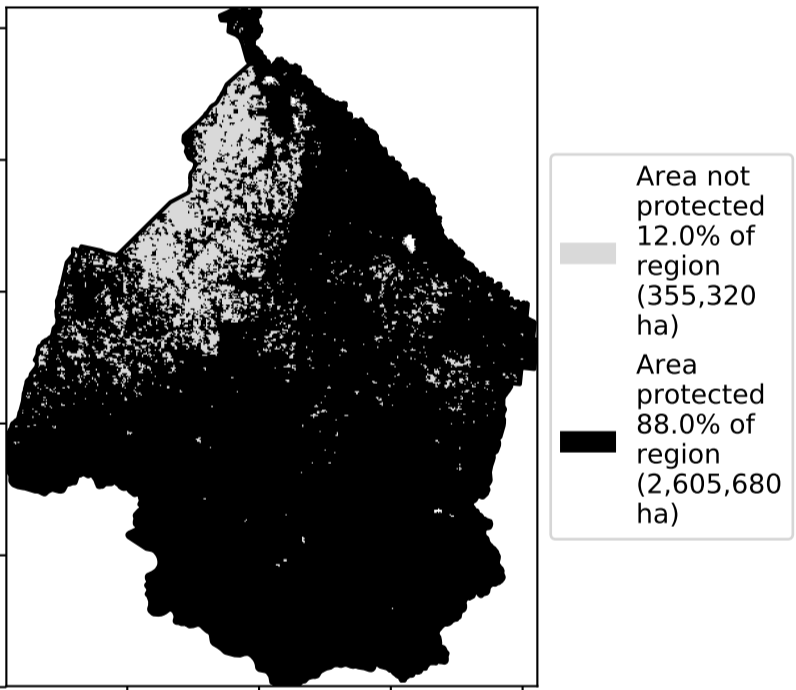 Area not
protected
12.0% of
region
(355,320
ha)
Area
protected
88.0% of
region
(2,605,680
ha)